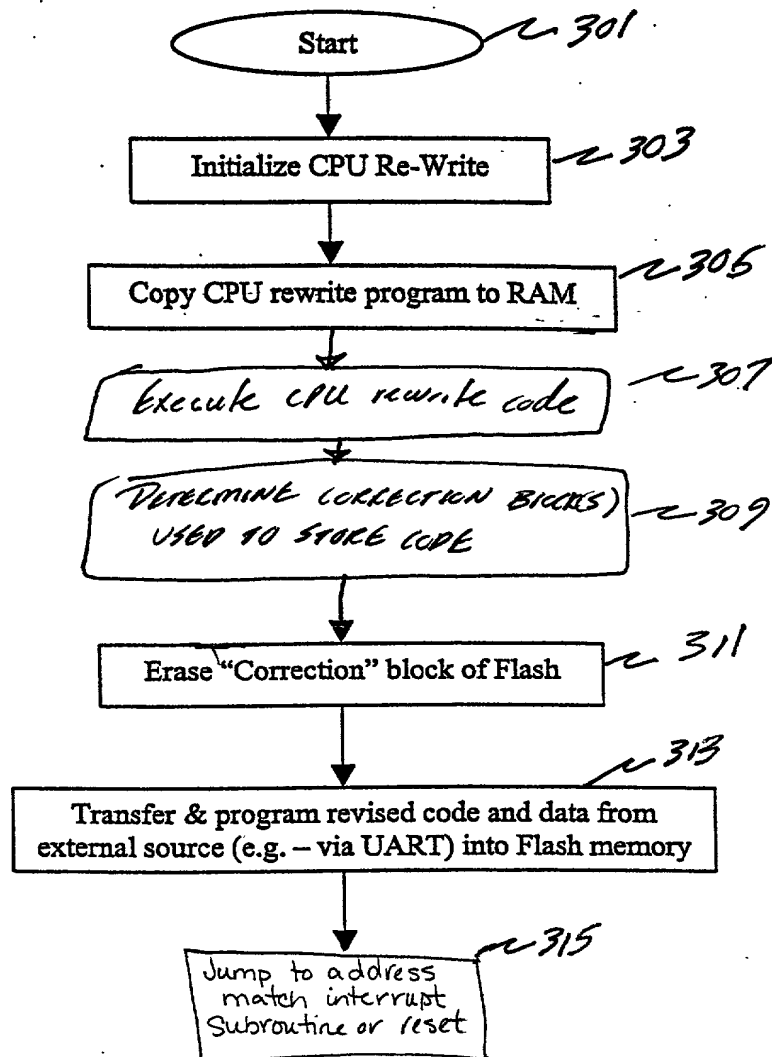 Start
301
Initialize CPU Re-Write
303
Copy CPU rewrite program to RAM
305
Execute CPU rewrite code
307
DETERMINE CORRECTION BLOCK(S)
USED TO STORE CODE
309
Erase “Correction” block of Flash
311
313
Transfer & program revised code and data from
external source (e.g. – via UART) into Flash memory
315
Jump to address
match interrupt
Subroutine or reset